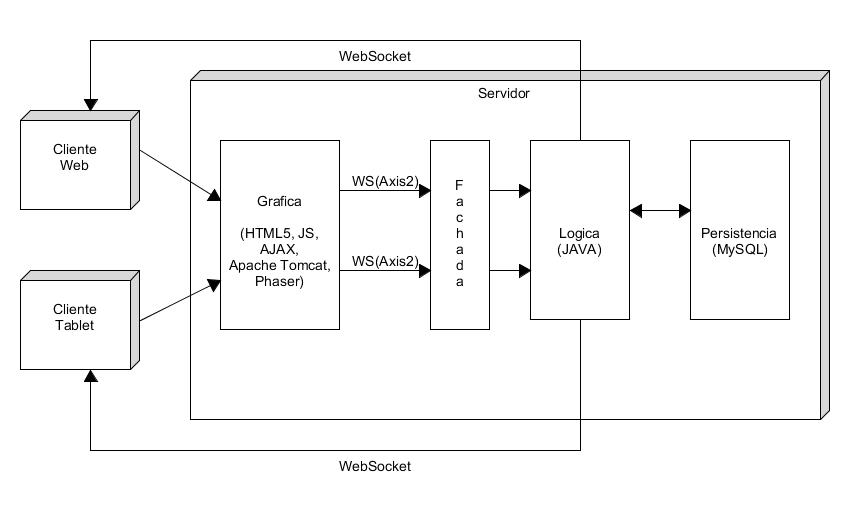 WebSocket
Servidor
Cliente
Web
Grafica
(HTML5, JS,
AJAX,
Apache Tomcat,
Phaser)
WS(Axis2)
WS(Axis2)
F
a
c
h
a
d
a
Logica
(JAVA)
Persistencia
(MySQL)
Cliente
Tablet
WebSocket